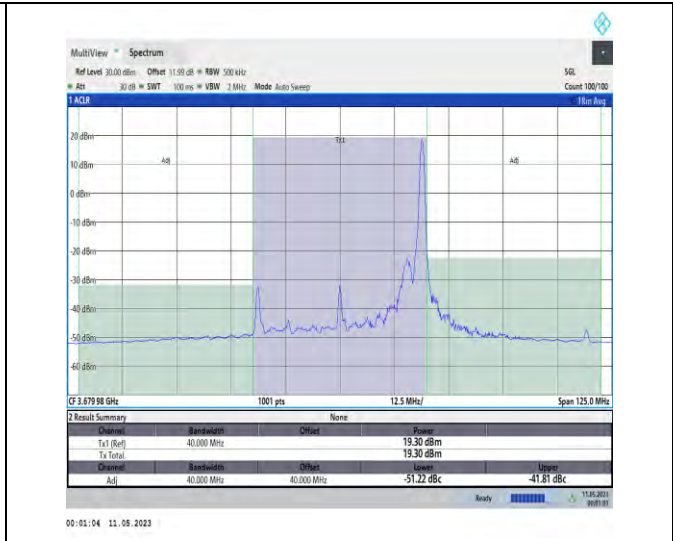 MultiView Spectrum
Ref Level 30.00 dBm Offset 11.99 dB RBW 500 kHz SGL
Att 30 dB SWT 100 ms VBW 2 MHz Mode Auto Sweep Count 100/100
1 ACLR 1Rm Avg
20 dBm Tx1
10 dBm Adj Adj
0 dBm
-10 dBm
-20 dBm
-30 dBm
-40 dBm
-50 dBm
-60 dBm
CF 3.679 98 GHz 1001 pts 12.5 MHz/ Span 125.0 MHz
2 Result Summary None
Channel Bandwidth Offset Power
Tx1 (Ref) 40.000 MHz 19.30 dBm
Tx Total 19.30 dBm
Channel Bandwidth Offset Lower Upper
Adj 40.000 MHz 40.000 MHz -51.22 dBc -41.81 dBc
Ready 11.05.2023
00:01:03
00:01:04 11.05.2023